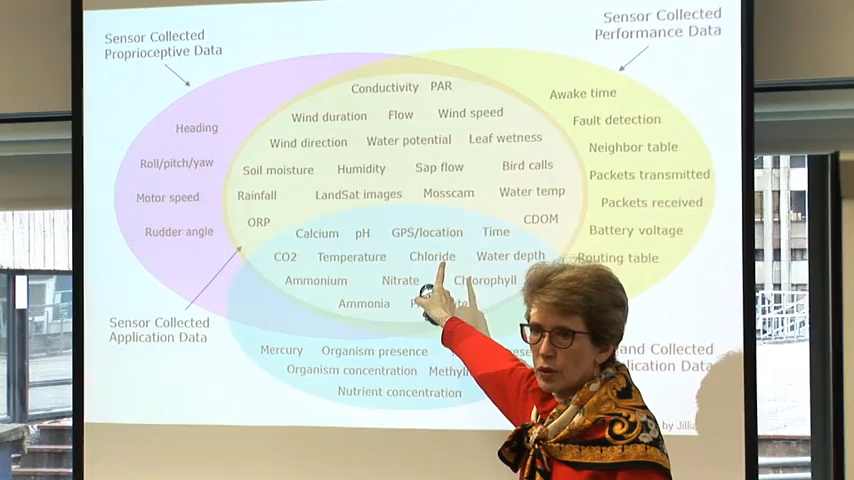 Sensor Collected
Proprioceptive Data
Sensor Collected
Performance Data
Conductivity PAR
Awake time
Wind duration Flow Wind speed
Fault detection
Heading
Wind direction Water potential Leaf wetness
Neighbor table
Roll/pitch/yaw
Soil moisture Humidity Sap flow Bird calls
Packets transmitted
Motor speed
Rainfall LandSat images Mosscam Water temp
Packets received
Rudder angle
ORP CDOM
Battery voltage
Calcium pH GPS/location Time
CO2 Temperature Chloride Water depth
Routing table
Ammonium Nitrate Chlorophyll
Ammonia
Sensor Collected
Application Data
Mercury Organism presence
Collected
Organism concentration
Data
Nutrient concentration
by